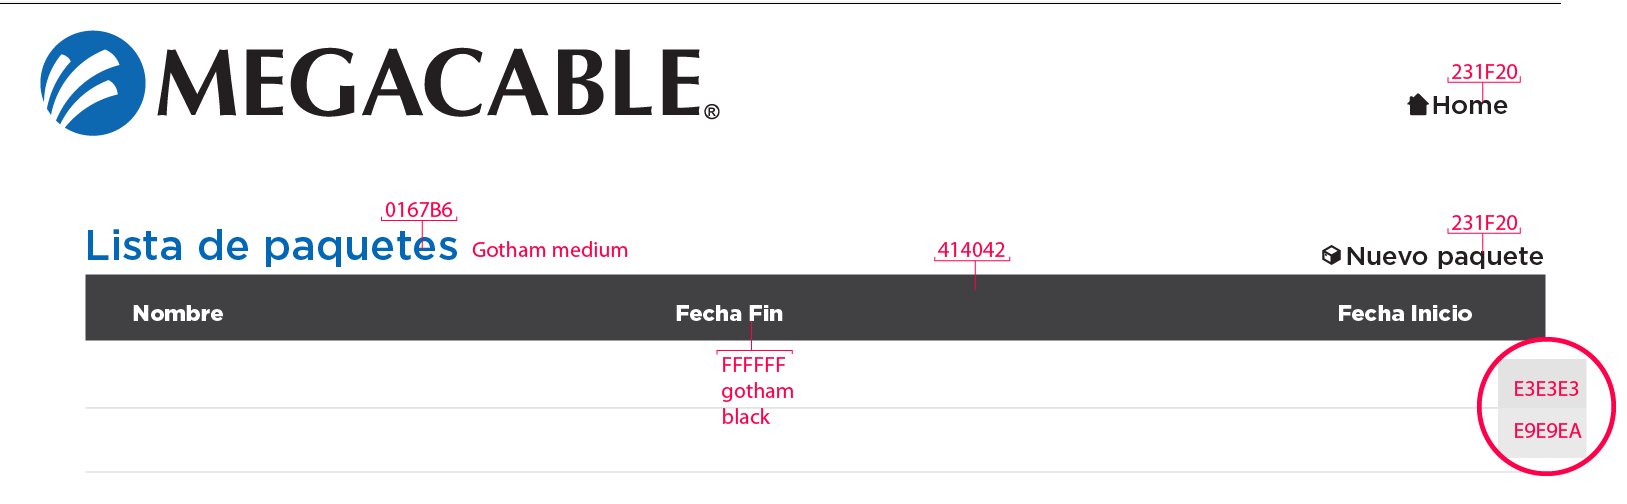 MEGACABLE®
231F20
Home
0167B6
Lista de paquetes
Gotham medium
414042
231F20
Nuevo paquete
Nombre
Fecha Fin
Fecha Inicio
FFFFFF
gotham
black
E3E3E3
E9E9EA